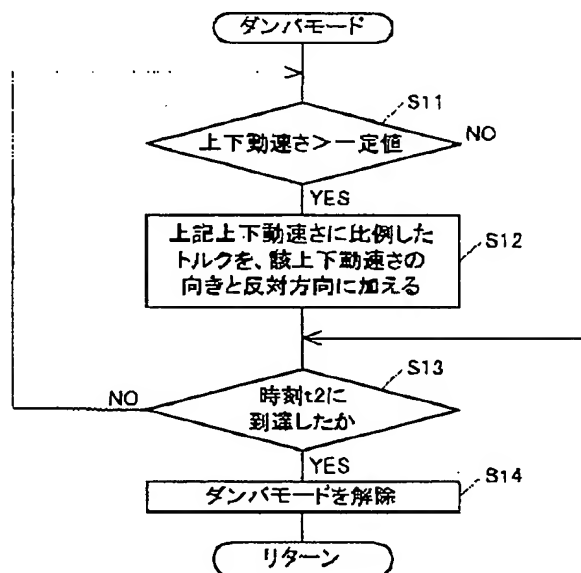 ダンパモード
S11
上下動速さ>一定値
NO
YES
上記上下動速さに比例した
トルクを、該上下動速さの
向きと反対方向に加える
S12
S13
NO
時刻t2に
到達したか
YES
S14
ダンパモードを解除
リターン